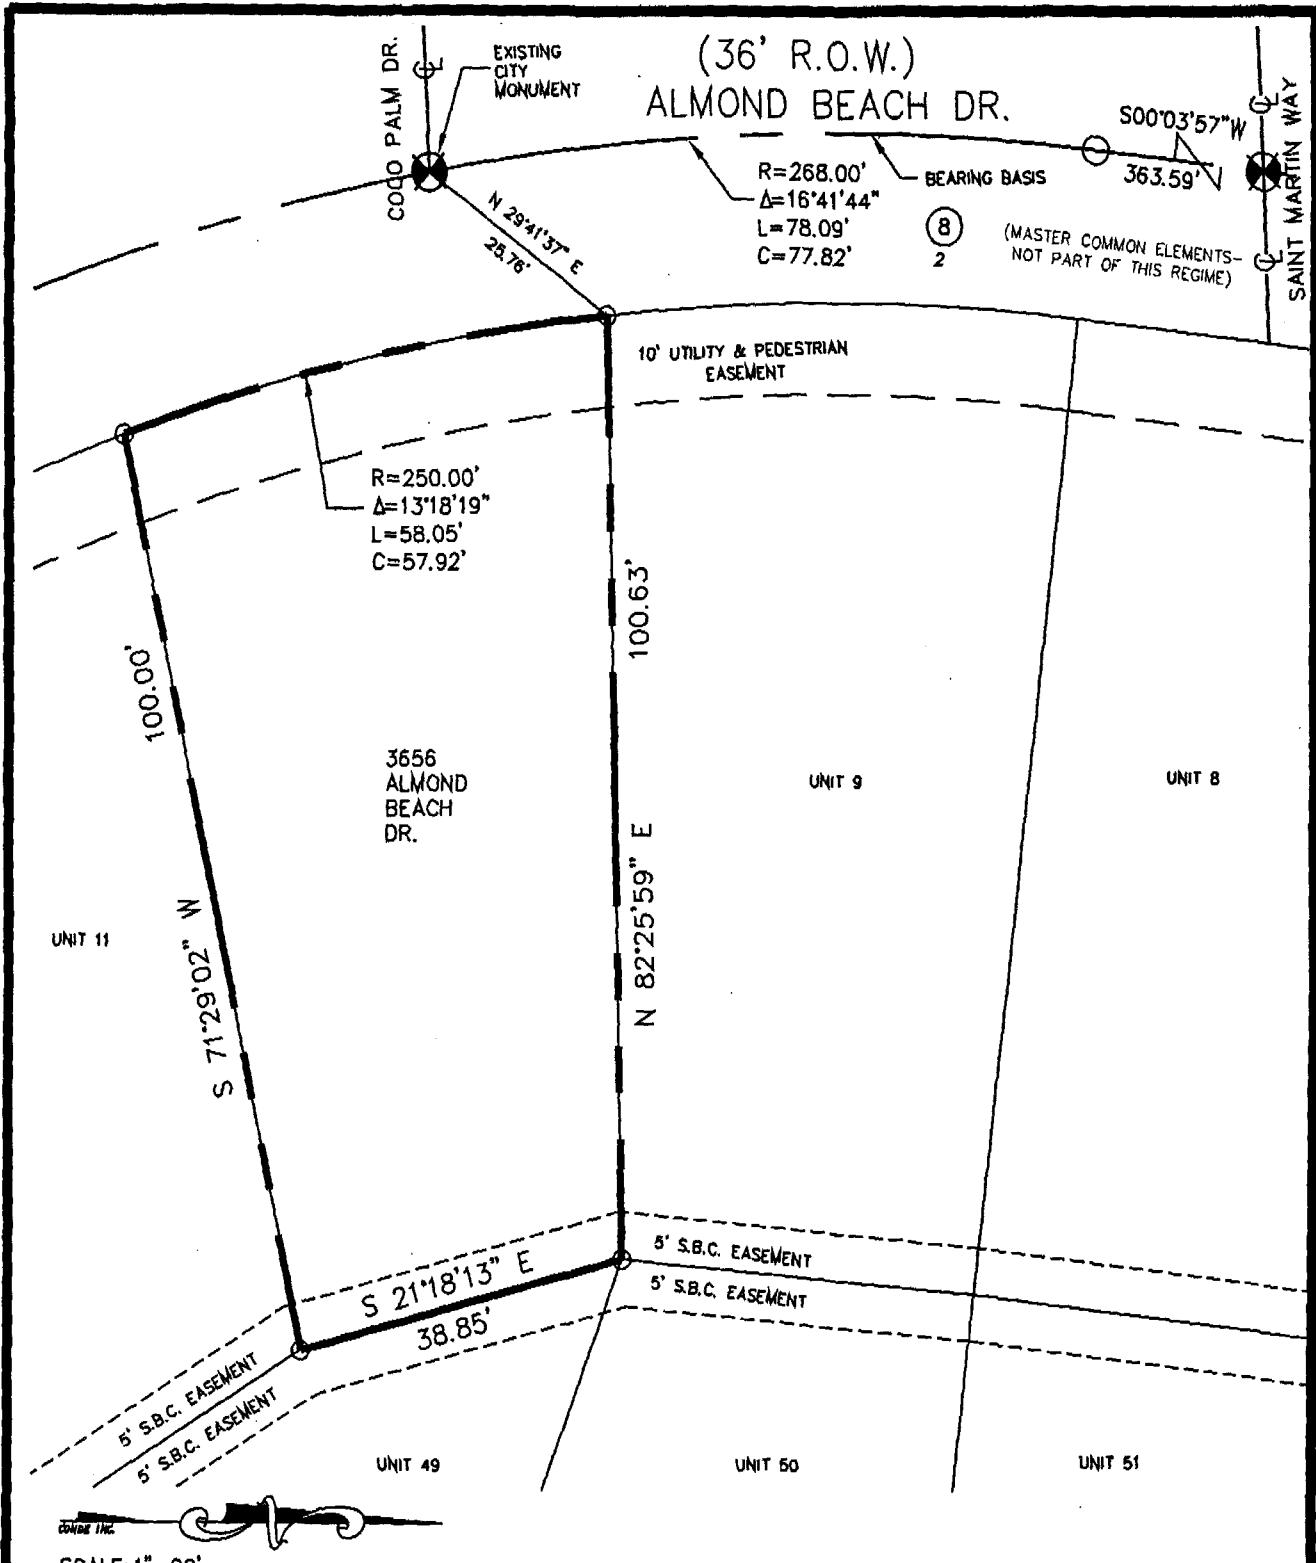 (36' R.O.W.)
ALMOND BEACH DR.
COCO PALM DR.
EXISTING
CITY
MONUMENT
S00°03'57"W
363.59'
SAINT MARTIN WAY
R=268.00'
Δ=16°41'44"
L=78.09'
C=77.82'
BEARING BASIS
8
2
(MASTER COMMON ELEMENTS-
NOT PART OF THIS REGIME)
N 29°41'37" E
25.76'
10' UTILITY & PEDESTRIAN
EASEMENT
R=250.00'
Δ=13°18'19"
L=58.05'
C=57.92'
100.00'
S 71°29'02" W
100.63'
N 82°25'59" E
3656
ALMOND
BEACH
DR.
UNIT 9
UNIT 8
UNIT 11
S 21°18'13" E
38.85'
5' S.B.C. EASEMENT
5' S.B.C. EASEMENT
5' S.B.C. EASEMENT
5' S.B.C. EASEMENT
UNIT 49
UNIT 50
UNIT 51
CONDE INC.
SCALE 1"